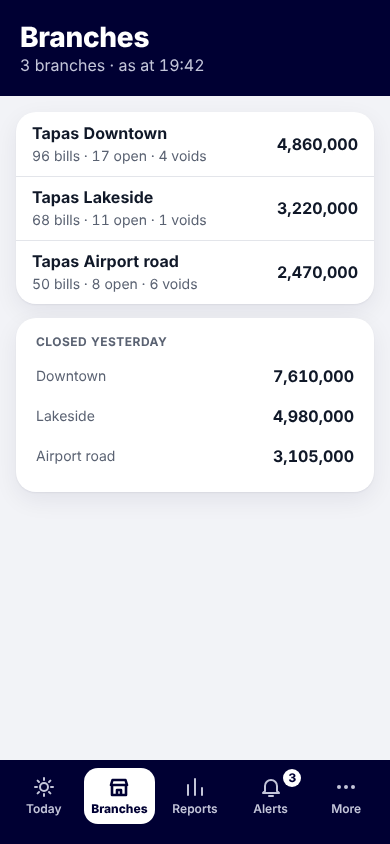 Branches
3 branches · as at 19:42
Tapas Downtown
96 bills · 17 open · 4 voids
4,860,000
Tapas Lakeside
68 bills · 11 open · 1 voids
3,220,000
Tapas Airport road
50 bills · 8 open · 6 voids
2,470,000
CLOSED YESTERDAY
Downtown 7,610,000
Lakeside 4,980,000
Airport road 3,105,000
Today Branches Reports 3 Alerts More